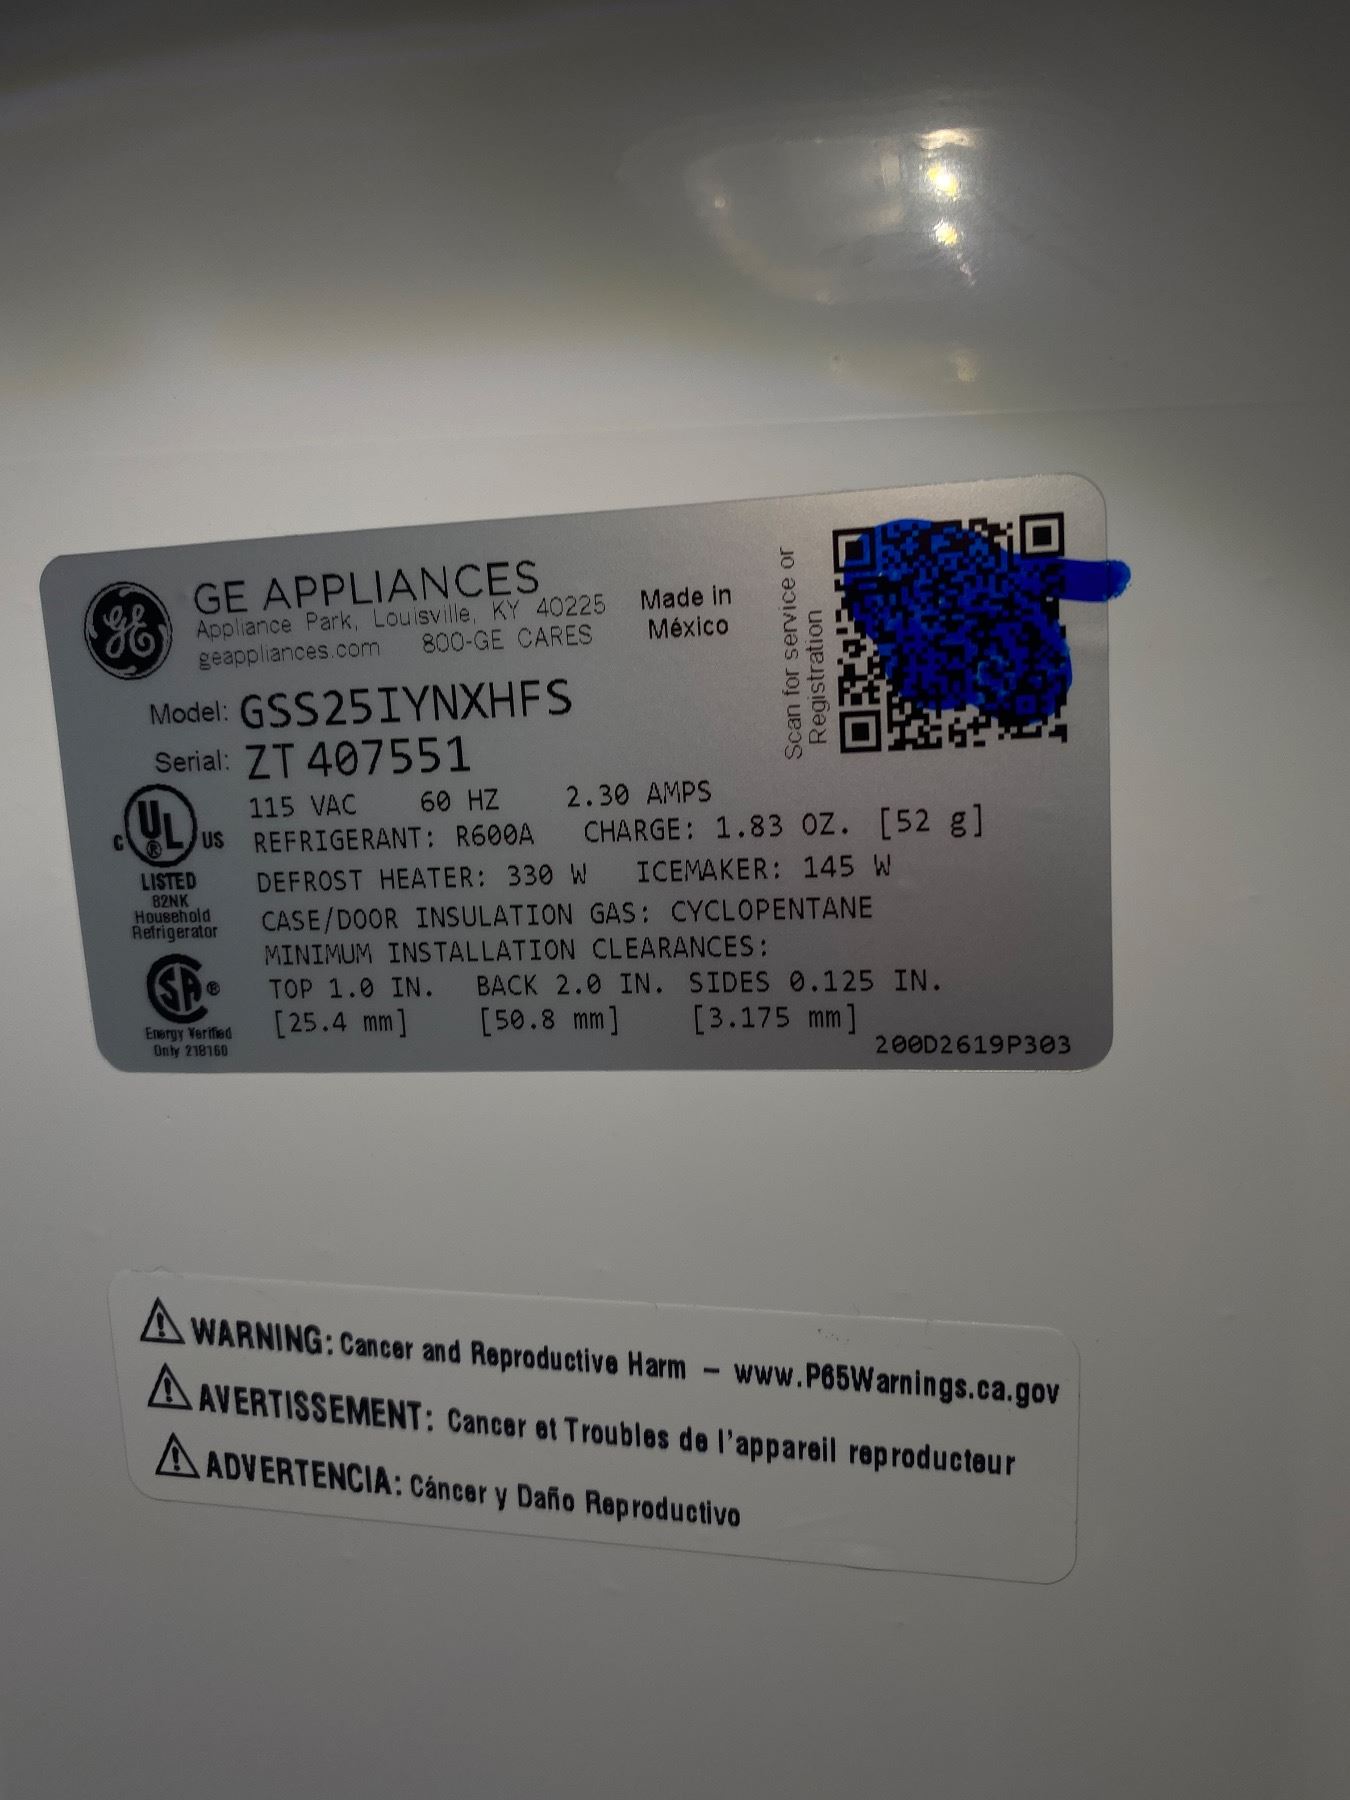 GE APPLIANCES
Appliance Park, Louisville, KY 40225
geappliances.com 800-GE CARES
Made in
México
Scan for service or
Registration
Model: GSS25IYNXHFS
Serial: ZT 407551
115 VAC 60 HZ 2.30 AMPS
REFRIGERANT: R600A CHARGE: 1.83 OZ. [52 g]
DEFROST HEATER: 330 W ICEMAKER: 145 W
CASE/DOOR INSULATION GAS: CYCLOPENTANE
MINIMUM INSTALLATION CLEARANCES:
TOP 1.0 IN. BACK 2.0 IN. SIDES 0.125 IN.
[25.4 mm] [50.8 mm] [3.175 mm]
200D2619P303
C UL ® US
LISTED
82NK
Household
Refrigerator
SA ®
Energy Verified
Only 218160
⚠ WARNING: Cancer and Reproductive Harm – www.P65Warnings.ca.gov
⚠ AVERTISSEMENT: Cancer et Troubles de l'appareil reproducteur
⚠ ADVERTENCIA: Cáncer y Daño Reproductivo